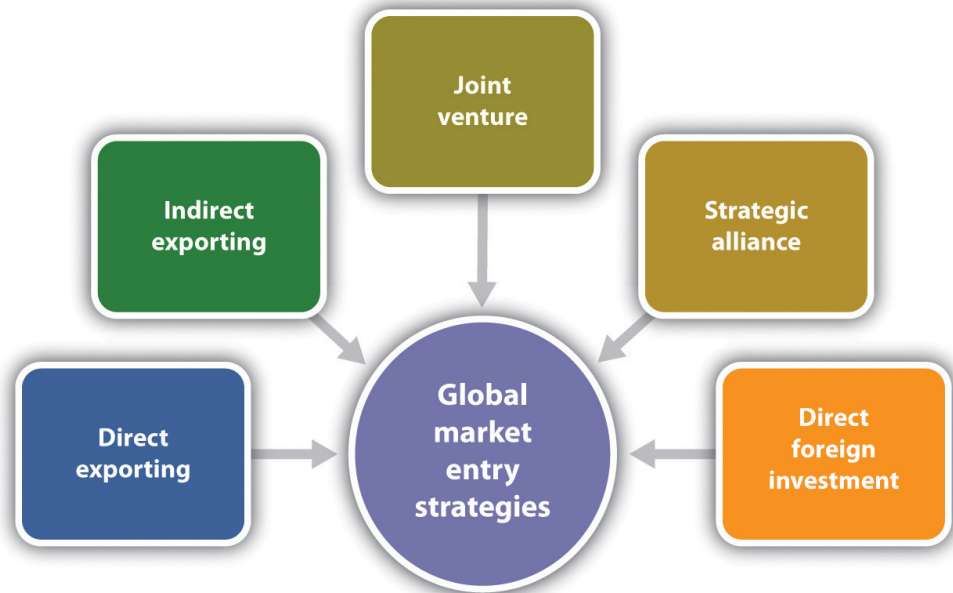 Joint
venture
Indirect
exporting
Strategic
alliance
Direct
exporting
Global
market
entry
strategies
Direct
foreign
investment